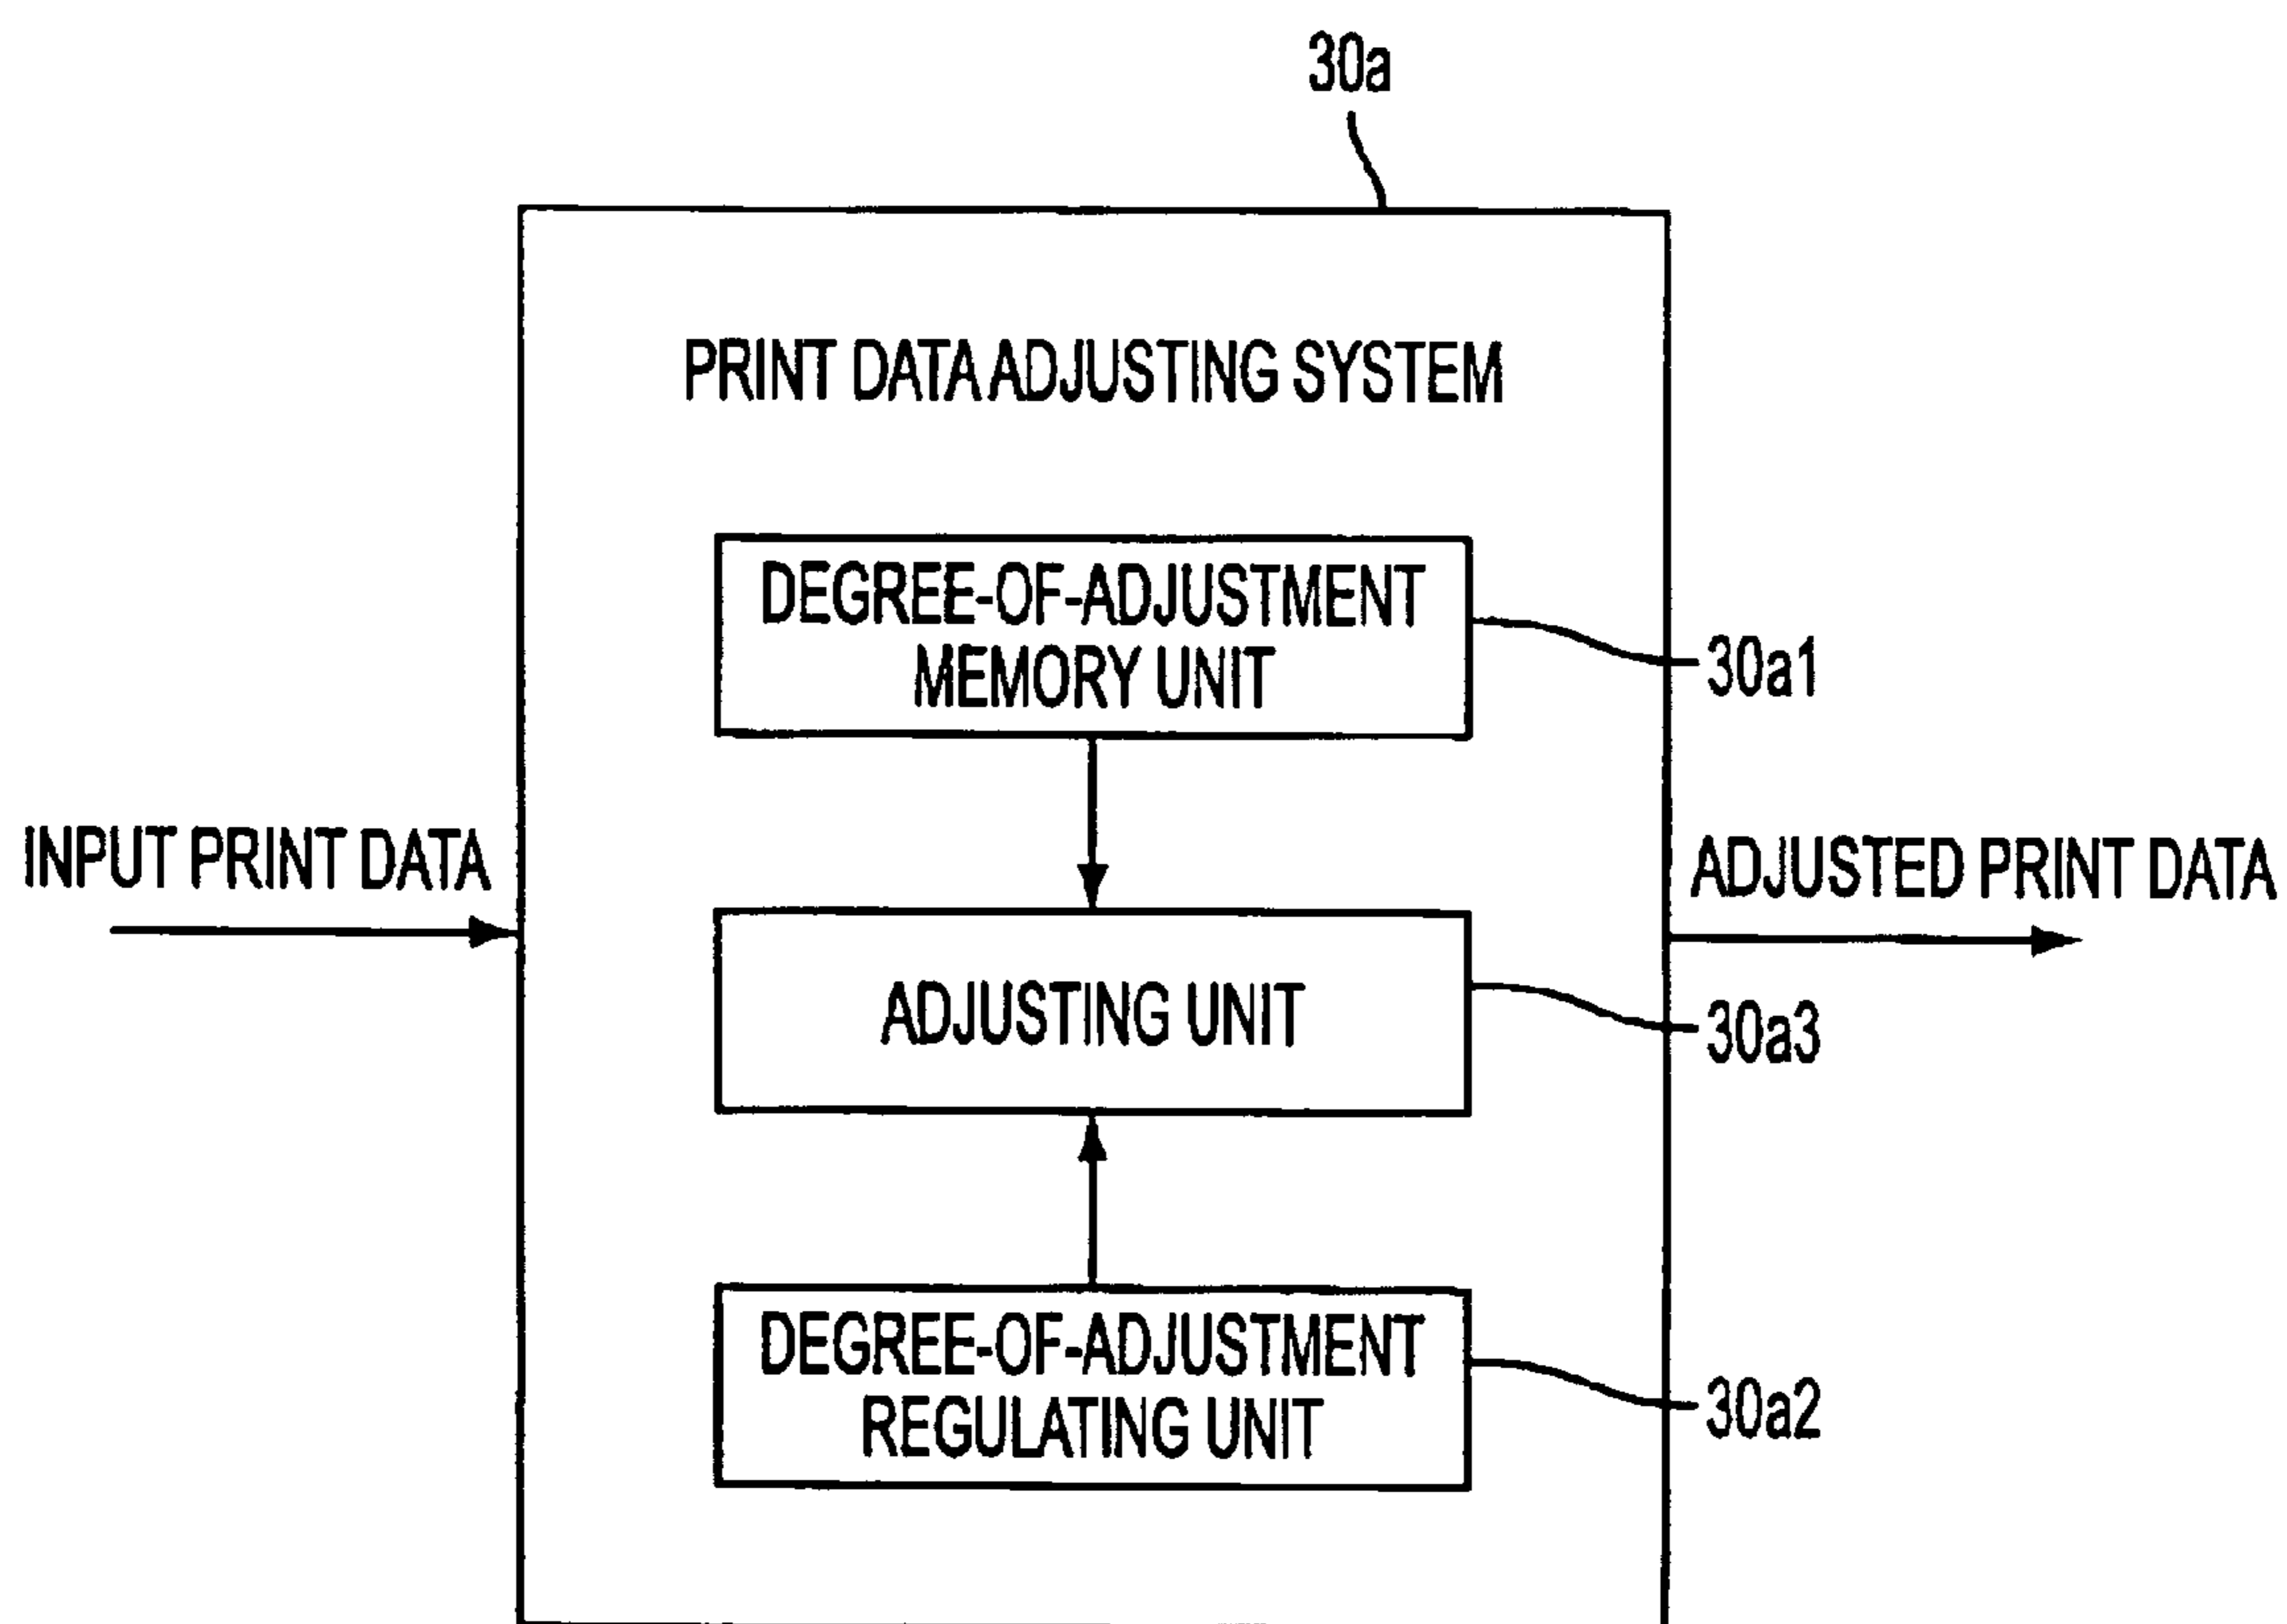 30a
PRINT DATA ADJUSTING SYSTEM
DEGREE-OF-ADJUSTMENT
MEMORY UNIT
30a1
INPUT PRINT DATA
ADJUSTED PRINT DATA
ADJUSTING UNIT
30a3
DEGREE-OF-ADJUSTMENT
REGULATING UNIT
30a2